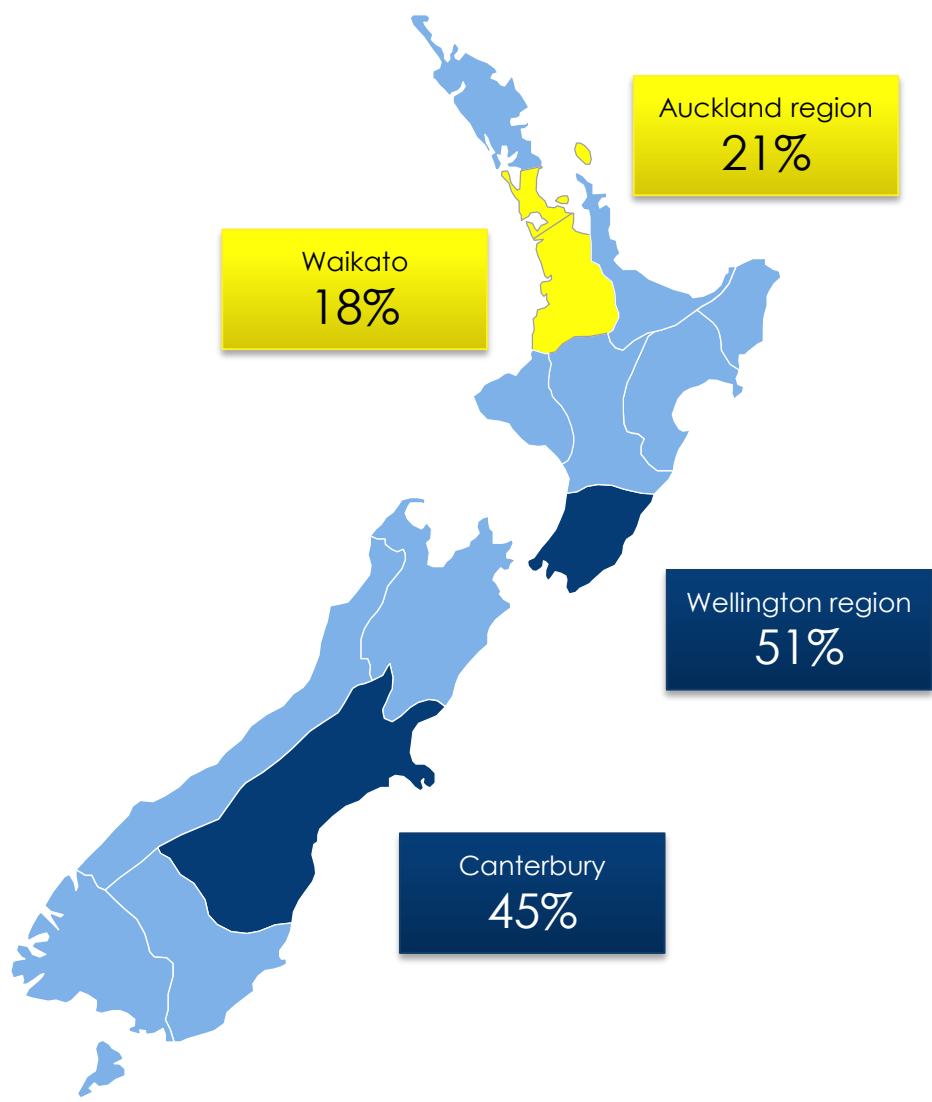 Auckland region
21%
Waikato
18%
Wellington region
51%
Canterbury
45%